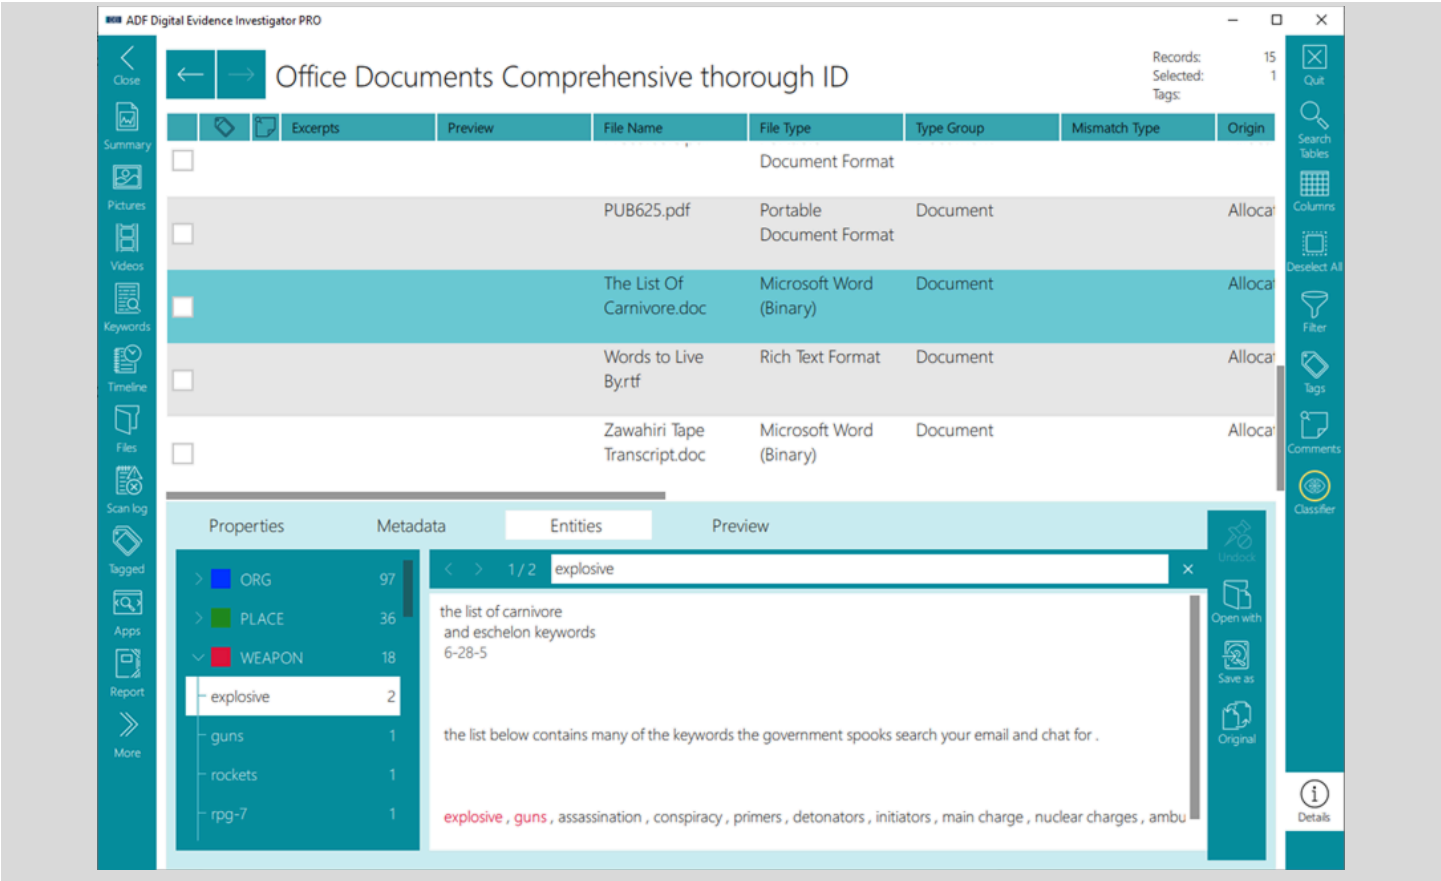 ADF Digital Evidence Investigator PRO
Close
Summary
Pictures
Videos
Keywords
Timeline
Files
Scan log
Tagged
Apps
Report
More
Office Documents Comprehensive thorough ID
Records: 15
Selected: 1
Tags:
Excerpts Preview File Name File Type Type Group Mismatch Type Origin
Document Format
PUB625.pdf Portable Document Allocat
Document Format
The List Of Microsoft Word Document Allocat
Carnivore.doc (Binary)
Words to Live Rich Text Format Document Allocat
By.rtf
Zawahiri Tape Microsoft Word Document Allocat
Transcript.doc (Binary)
Properties Metadata Entities Preview
ORG 97
PLACE 36
WEAPON 18
explosive 2
guns 1
rockets 1
rpg-7 1
1 / 2 explosive
the list of carnivore
and eschelon keywords
6-28-5
the list below contains many of the keywords the government spooks search your email and chat for .
explosive , guns , assassination , conspiracy , primers , detonators , initiators , main charge , nuclear charges , ambu
Undock
Open with
Save as
Original
Quit
Search
Tables
Columns
Deselect All
Filter
Tags
Comments
Classifier
Details